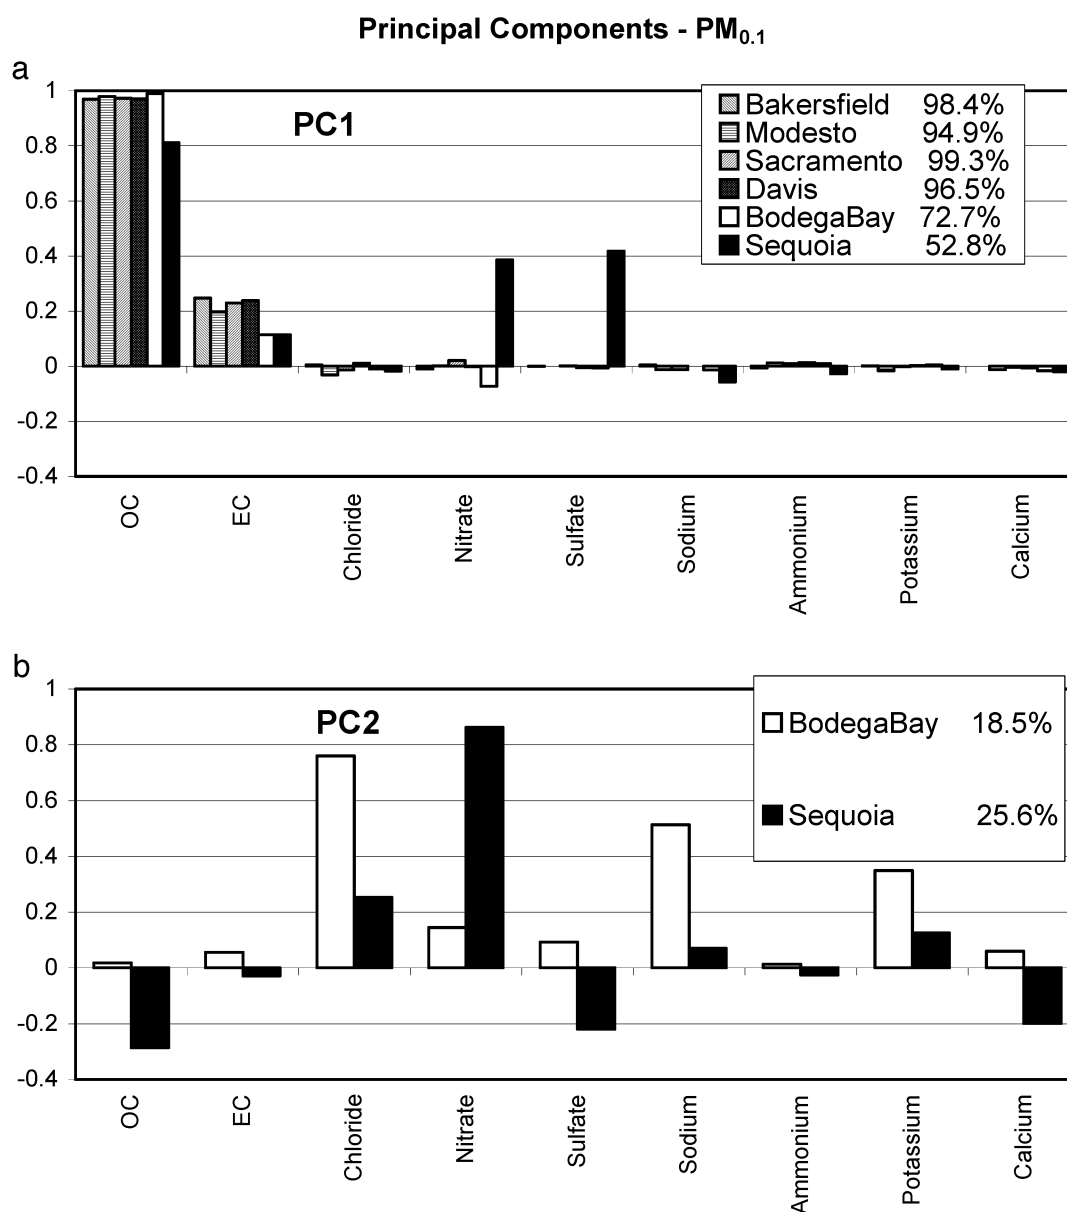 Principal Components - PM0.1
a
PC1
1
0.8
0.6
0.4
0.2
0
-0.2
-0.4
Bakersfield 98.4%
Modesto 94.9%
Sacramento 99.3%
Davis 96.5%
BodegaBay 72.7%
Sequoia 52.8%
OC
EC
Chloride
Nitrate
Sulfate
Sodium
Ammonium
Potassium
Calcium
b
PC2
1
0.8
0.6
0.4
0.2
0
-0.2
-0.4
BodegaBay 18.5%
Sequoia 25.6%
OC
EC
Chloride
Nitrate
Sulfate
Sodium
Ammonium
Potassium
Calcium